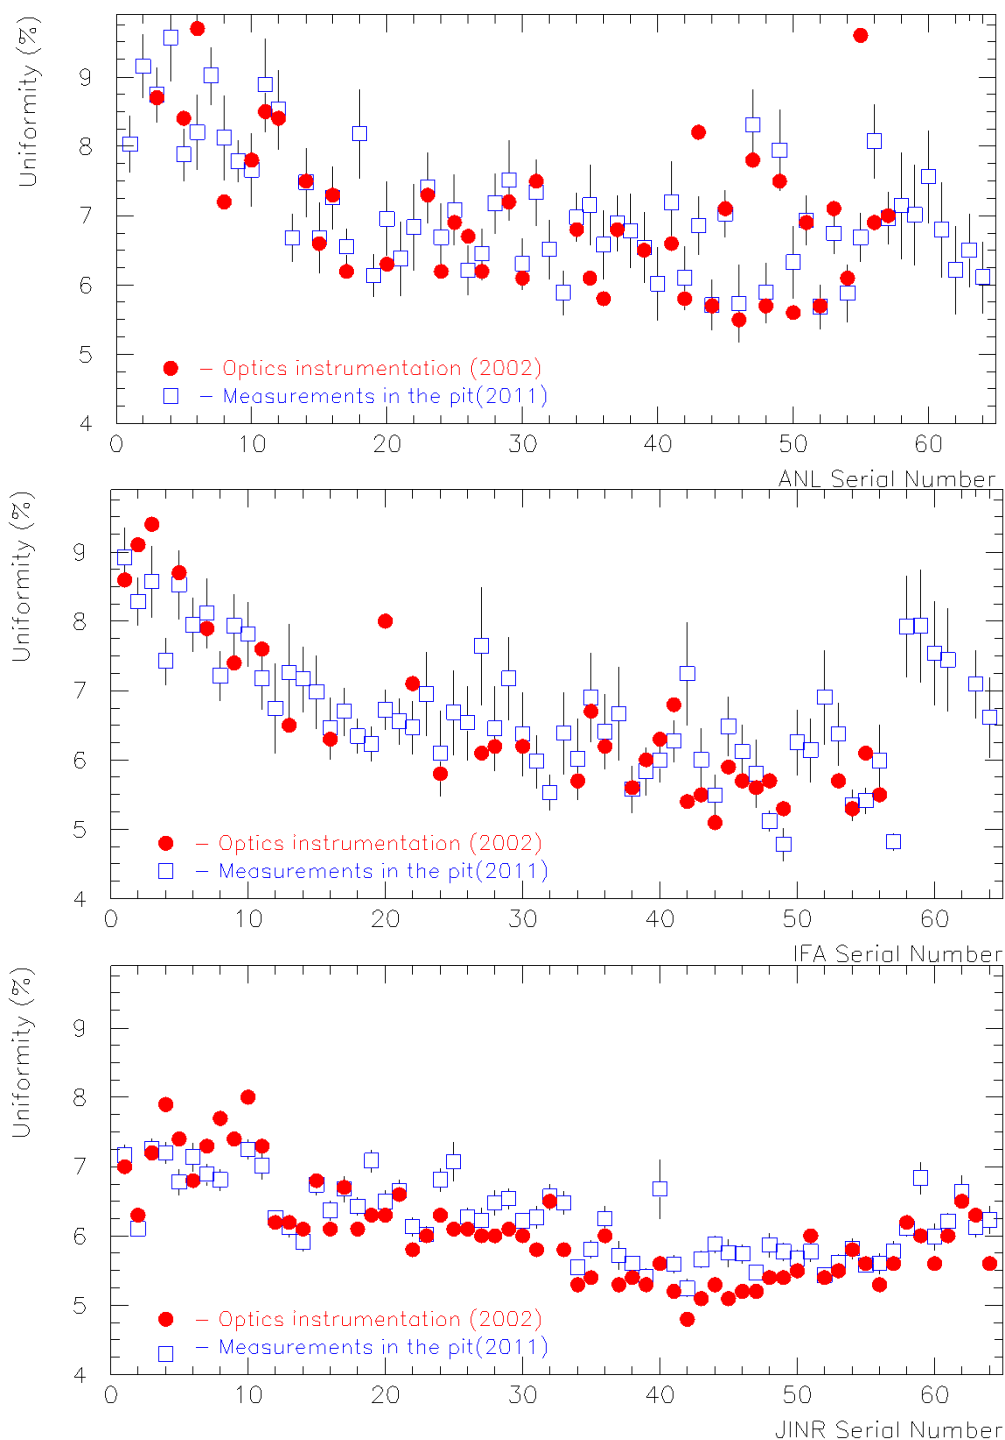 Uniformity (%)
9
8
7
6
5
4
– Optics instrumentation (2002)
– Measurements in the pit(2011)
0 10 20 30 40 50 60
ANL Serial Number
Uniformity (%)
9
8
7
6
5
4
– Optics instrumentation (2002)
– Measurements in the pit(2011)
0 10 20 30 40 50 60
IFA Serial Number
Uniformity (%)
9
8
7
6
5
4
– Optics instrumentation (2002)
– Measurements in the pit(2011)
0 10 20 30 40 50 60
JINR Serial Number